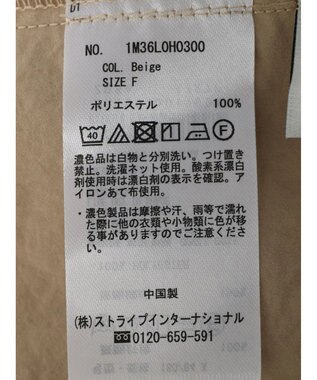 DT
NO. 1M36L0H0300
COL. Beige
SIZE F
ポリエステル 100%
40 F
濃色品は白物と分別洗い。つけ置き
禁止。洗濯ネット使用。酸素系漂白
剤使用時は漂白剤の表示を確認。ア
イロンあて布使用。
・濃色製品は摩擦や汗、雨等で濡れ
た際に他の衣類や小物類に色が移
る事がありますのでご注意くださ
い。
中国製
(株)ストライプインターナショナル
0120-659-591